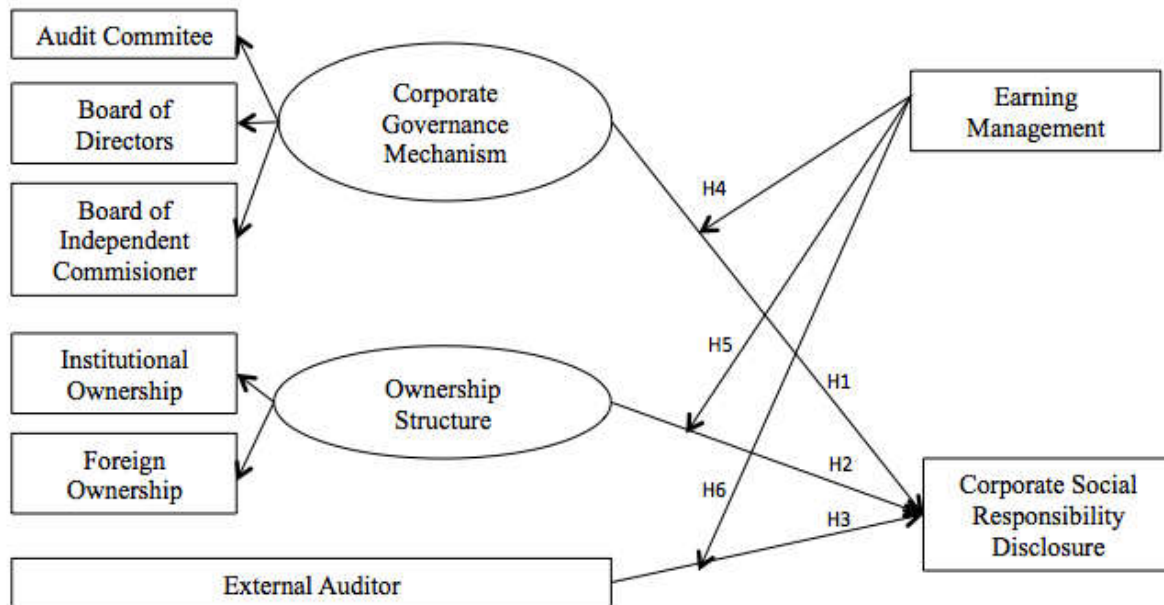 Audit Commitee
Board of
Directors
Board of
Independent
Commisioner
Institutional
Ownership
Foreign
Ownership
External Auditor
Corporate
Governance
Mechanism
Ownership
Structure
Earning
Management
H4
H5
H1
H2
H6
H3
Corporate Social
Responsibility
Disclosure